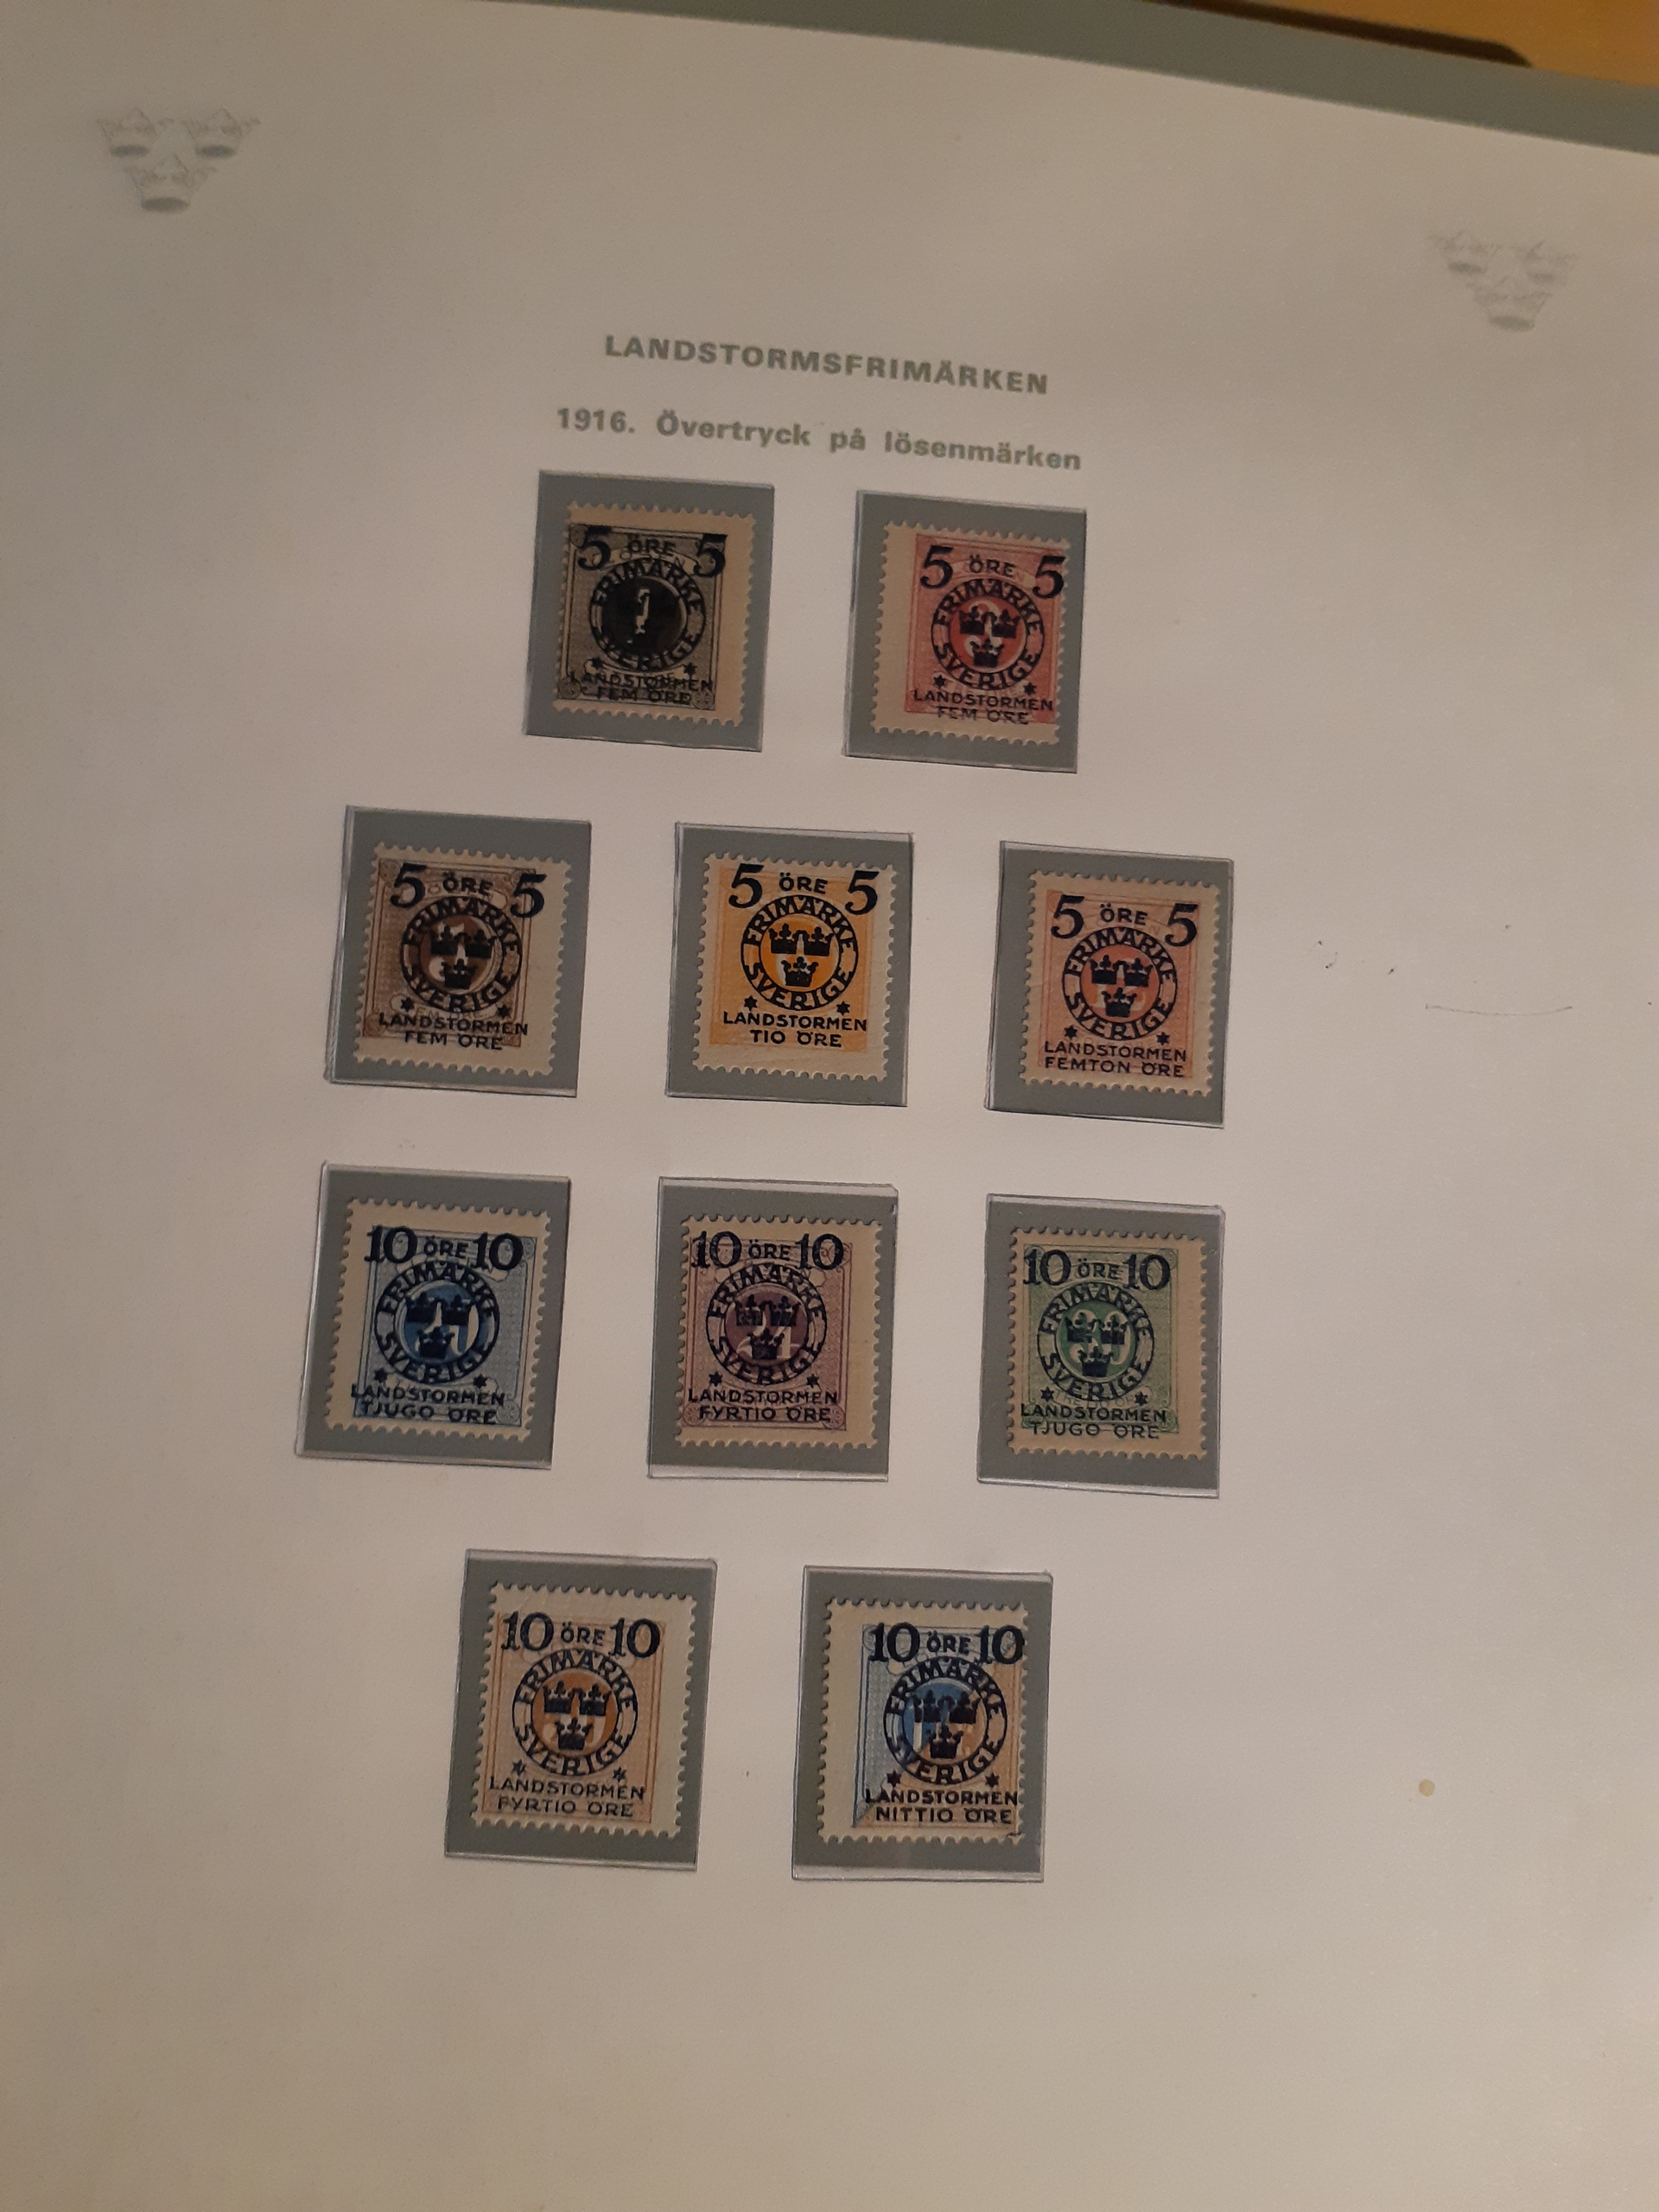 LANDSTORMSFRIMÄRKEN
1916. Övertryck på lösenmärken
5 ÖRE 5
FRIMÄRKE
1
SVERIGE
LANDSTORMEN
FEM ÖRE
5 ÖRE 5
FRIMÄRKE
SVERIGE
LANDSTORMEN
FEM ÖRE
5 ÖRE 5
FRIMÄRKE
SVERIGE
LANDSTORMEN
FEM ÖRE
5 ÖRE 5
FRIMÄRKE
SVERIGE
LANDSTORMEN
TIO ÖRE
5 ÖRE 5
FRIMÄRKE
SVERIGE
LANDSTORMEN
FEMTON ÖRE
10 ÖRE 10
FRIMÄRKE
SVERIGE
LANDSTORMEN
TJUGO ÖRE
10 ÖRE 10
FRIMÄRKE
24
SVERIGE
LANDSTORMEN
FYRTIO ÖRE
10 ÖRE 10
FRIMÄRKE
SVERIGE
LANDSTORMEN
TJUGO ÖRE
10 ÖRE 10
FRIMÄRKE
SVERIGE
LANDSTORMEN
FYRTIO ÖRE
10 ÖRE 10
FRIMÄRKE
SVERIGE
LANDSTORMEN
NITTIO ÖRE